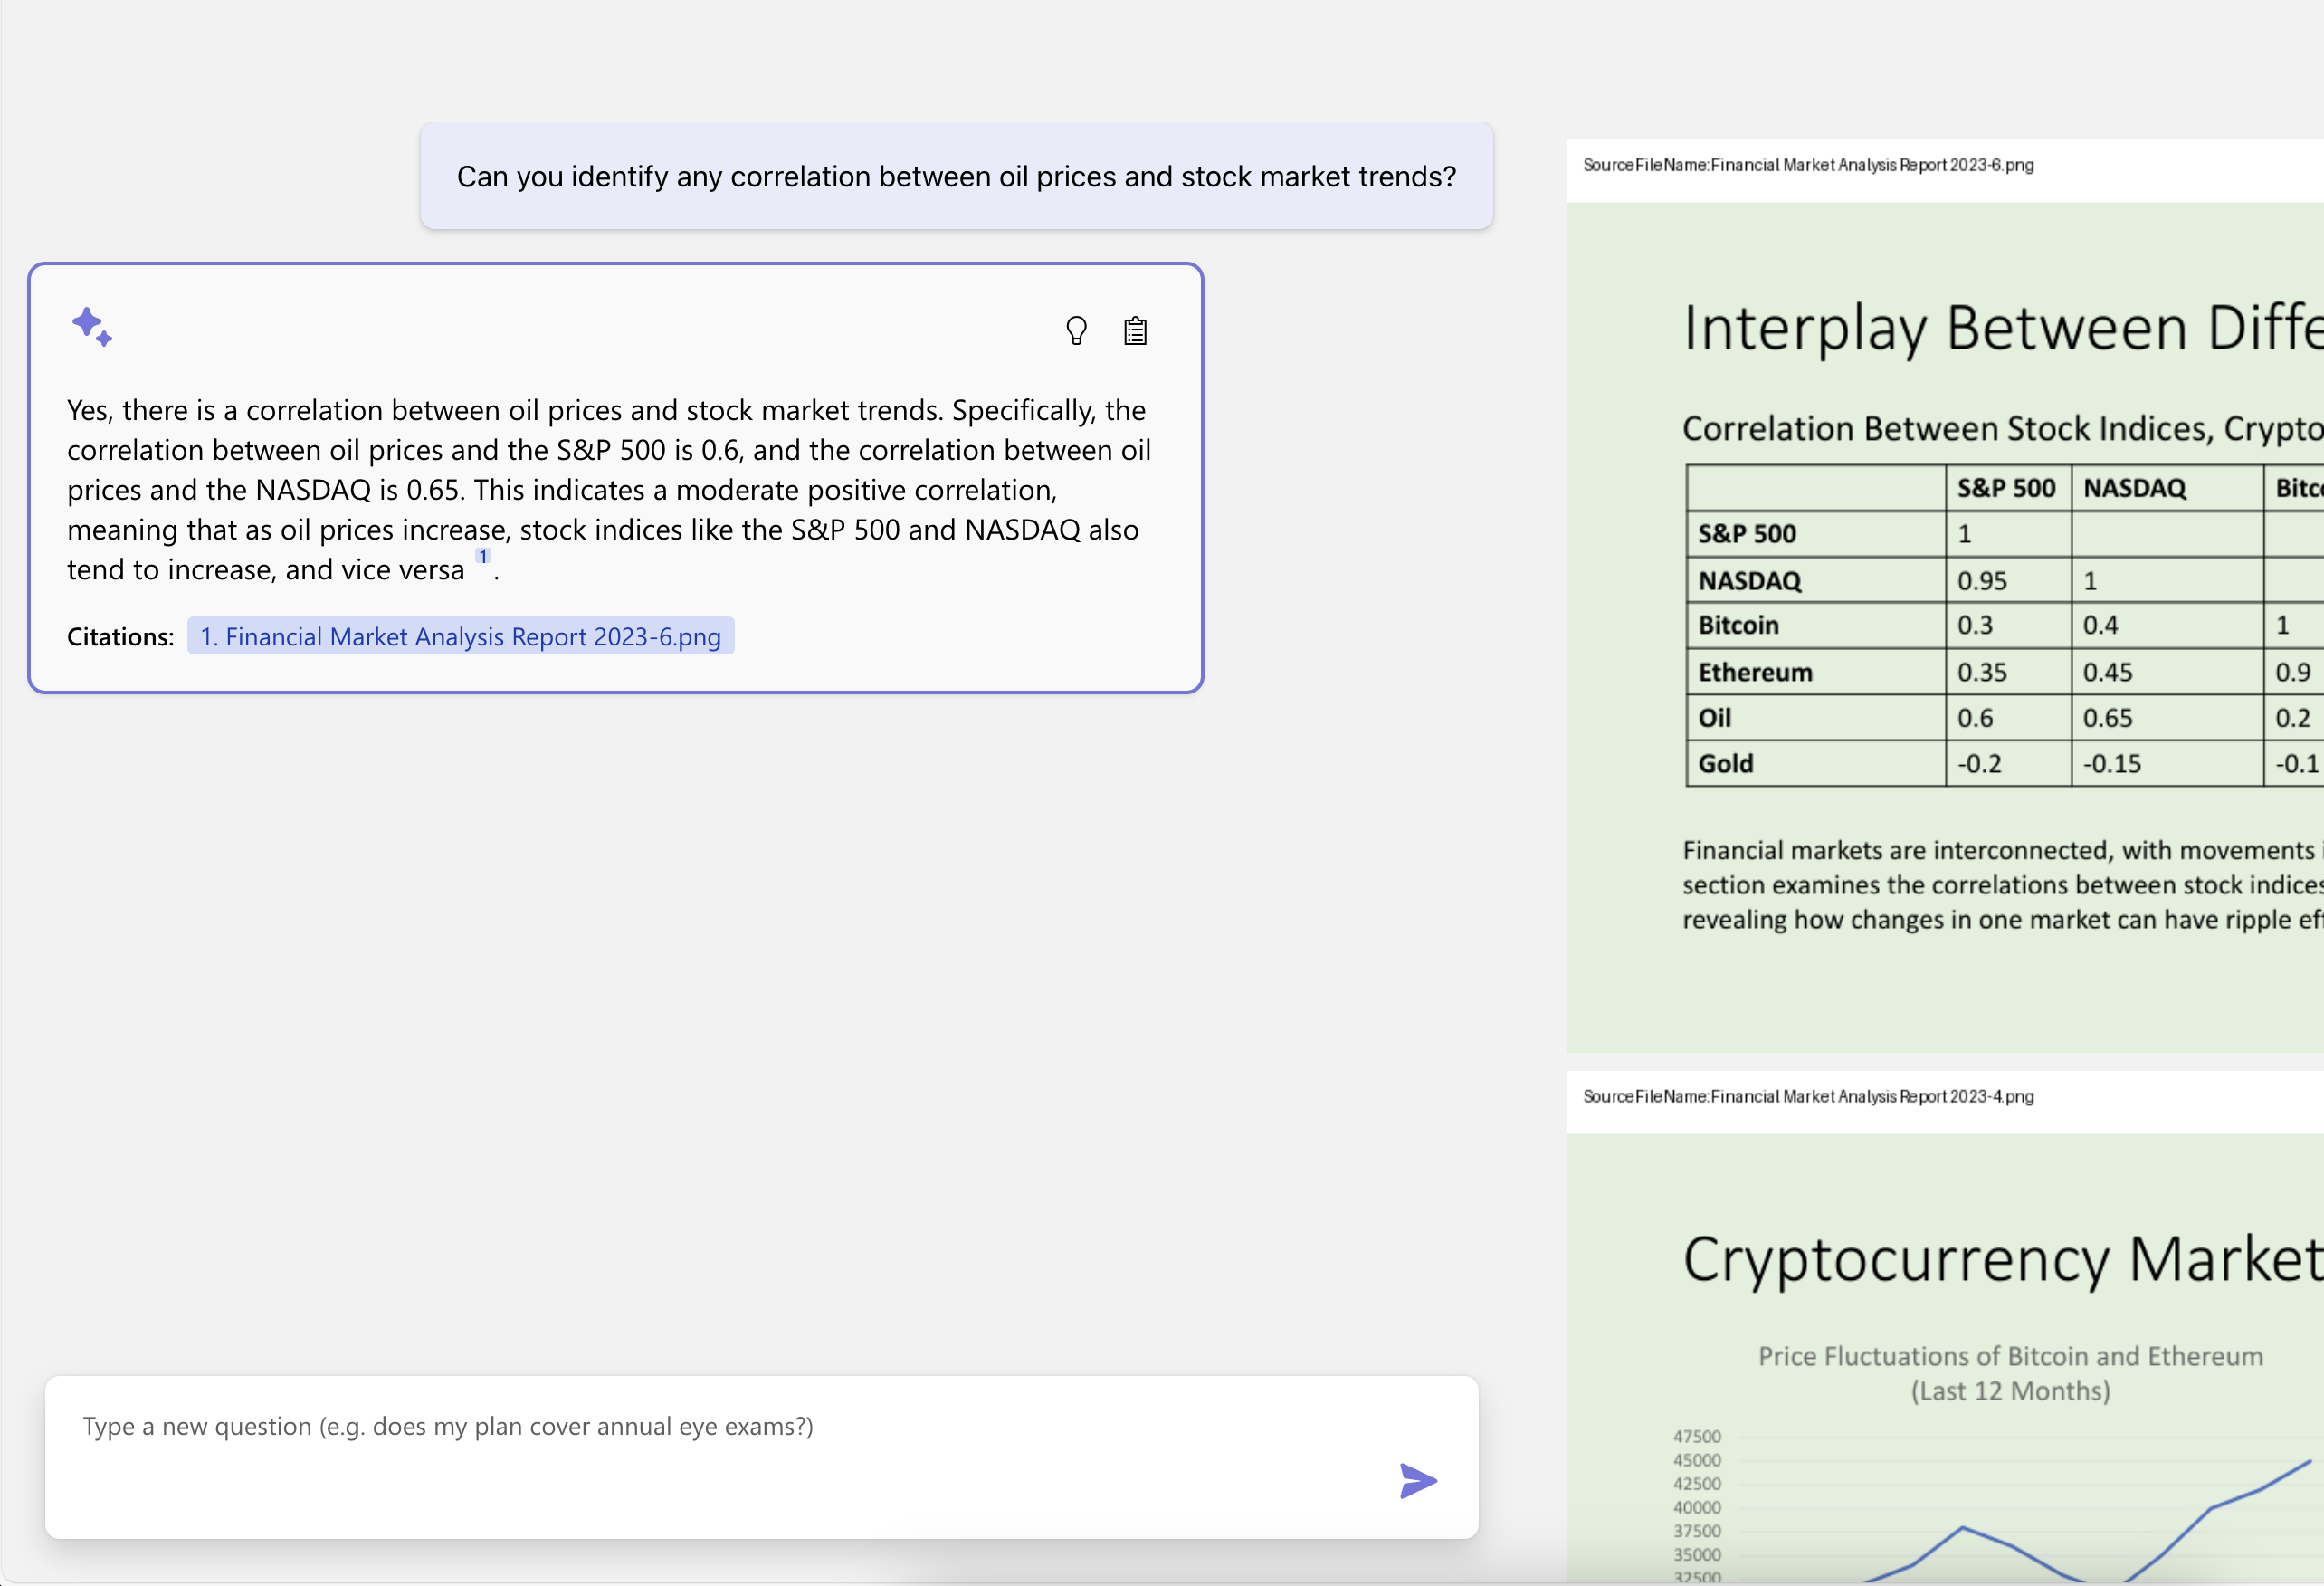 Can you identify any correlation between oil prices and stock market trends?
Yes, there is a correlation between oil prices and stock market trends. Specifically, the
correlation between oil prices and the S&P 500 is 0.6, and the correlation between oil
prices and the NASDAQ is 0.65. This indicates a moderate positive correlation,
meaning that as oil prices increase, stock indices like the S&P 500 and NASDAQ also
tend to increase, and vice versa 1 .
Citations: 1. Financial Market Analysis Report 2023-6.png
Type a new question (e.g. does my plan cover annual eye exams?)
SourceFileName:Financial Market Analysis Report 2023-6.png
Interplay Between Diffe
Correlation Between Stock Indices, Crypto
S&P 500 NASDAQ Bitc
S&P 500 1
NASDAQ 0.95 1
Bitcoin 0.3 0.4 1
Ethereum 0.35 0.45 0.9
Oil 0.6 0.65 0.2
Gold -0.2 -0.15 -0.1
Financial markets are interconnected, with movements
section examines the correlations between stock indices
revealing how changes in one market can have ripple ef
SourceFileName:Financial Market Analysis Report 2023-4.png
Cryptocurrency Market
Price Fluctuations of Bitcoin and Ethereum
(Last 12 Months)
47500
45000
42500
40000
37500
35000
32500